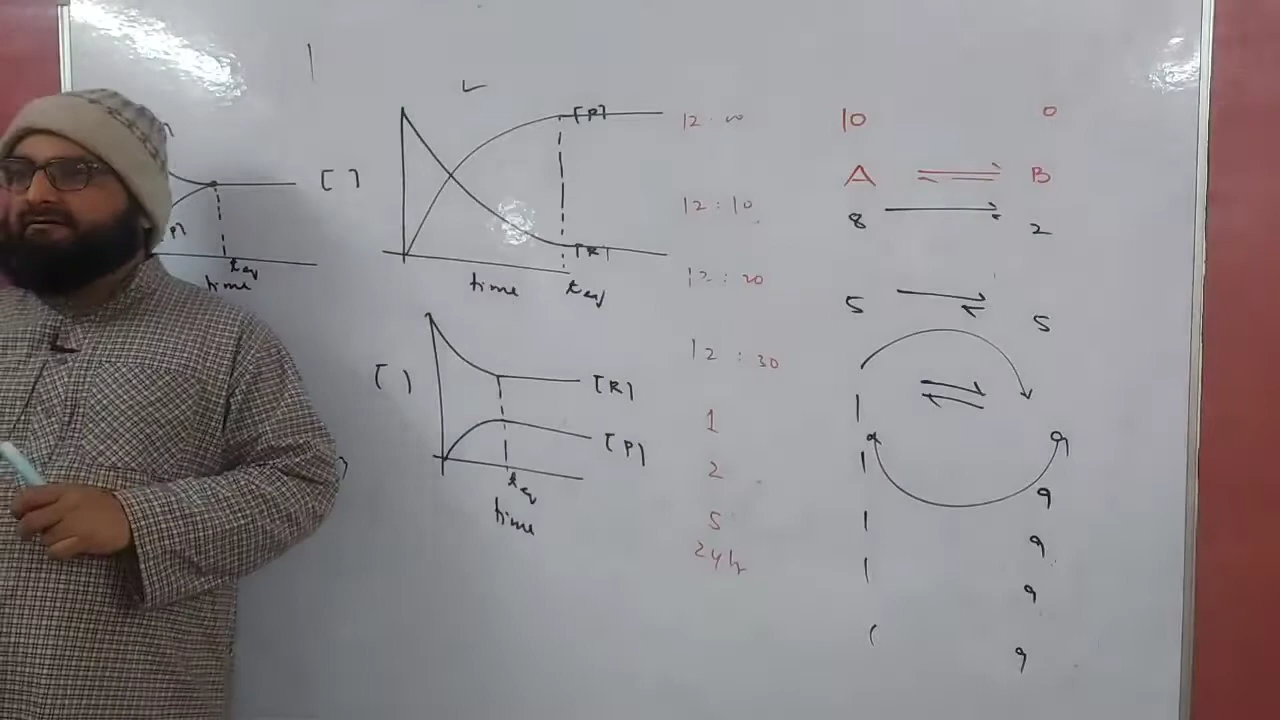 [ ]
P]
teq
time
[P]
[R]
time
teq
[ ]
[R]
[P]
teq
time
12:00
12:10
12:20
12:30
1
2
5
24h
10 0
A ⇌ B
8 → 2
5 ⇌ 5
1 ⇌ 9
1 9
1 9
1 9
9